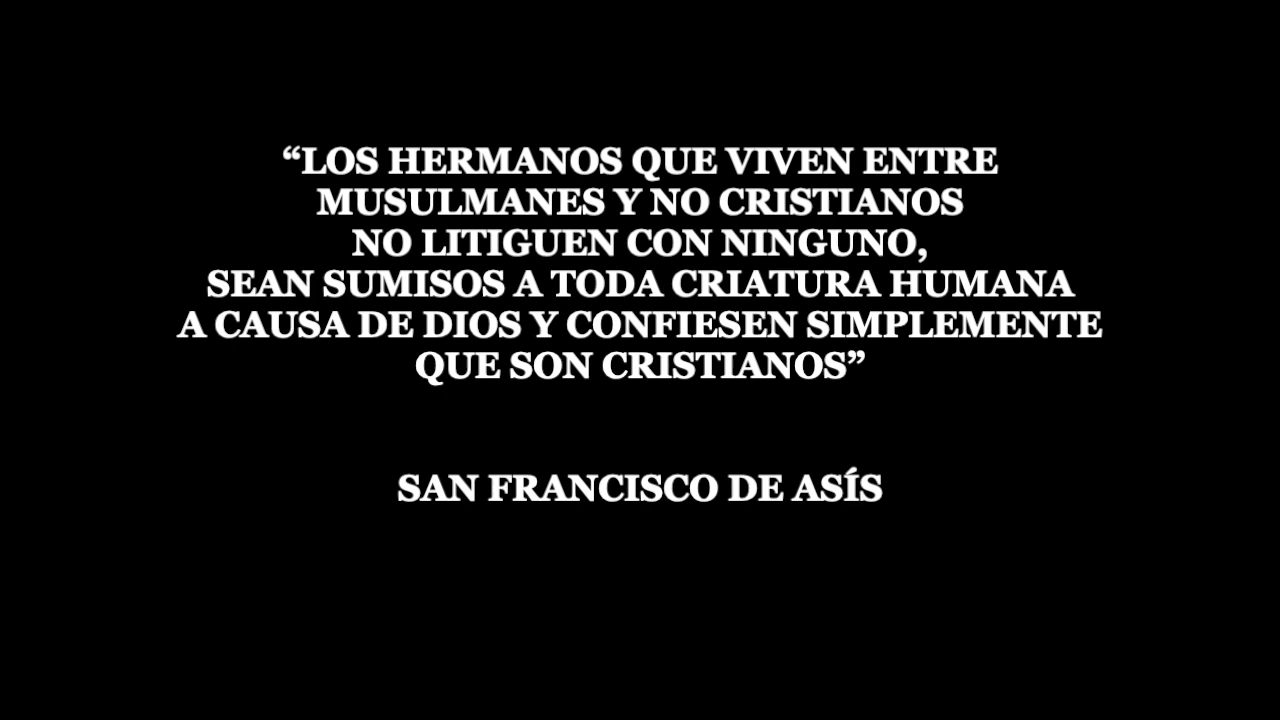 “LOS HERMANOS QUE VIVEN ENTRE
MUSULMANES Y NO CRISTIANOS
NO LITIGUEN CON NINGUNO,
SEAN SUMISOS A TODA CRIATURA HUMANA
A CAUSA DE DIOS Y CONFIESEN SIMPLEMENTE
QUE SON CRISTIANOS”
SAN FRANCISCO DE ASÍS